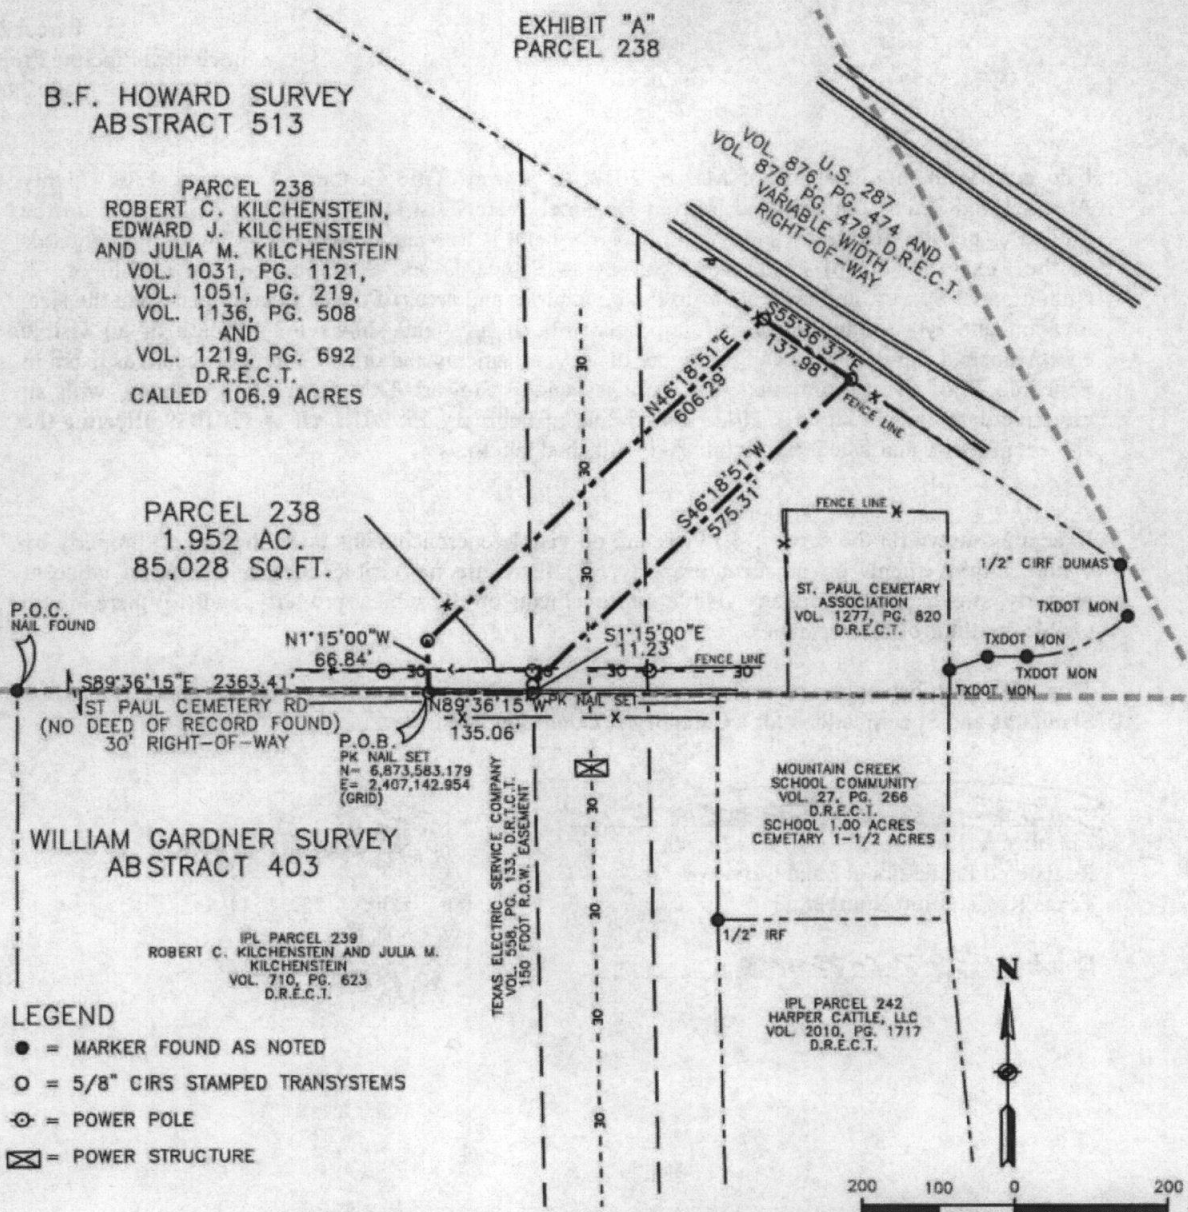 EXHIBIT "A"
PARCEL 238
B.F. HOWARD SURVEY
ABSTRACT 513
PARCEL 238
ROBERT C. KILCHENSTEIN,
EDWARD J. KILCHENSTEIN
AND JULIA M. KILCHENSTEIN
VOL. 1031, PG. 1121,
VOL. 1051, PG. 219,
VOL. 1136, PG. 508
AND
VOL. 1219, PG. 692
D.R.E.C.T.
CALLED 106.9 ACRES
U.S. 287
VOL. 876, PG. 474 AND
VOL. 876, PG. 479, D.R.E.C.T.
VARIABLE WIDTH
RIGHT-OF-WAY
S55°36'37"E
137.98'
FENCE LINE
N46°18'51"E
606.29'
30
30
S46°18'51"W
575.31'
PARCEL 238
1.952 AC.
85,028 SQ.FT.
FENCE LINE
ST. PAUL CEMETARY
ASSOCIATION
VOL. 1277, PG. 820
D.R.E.C.T.
1/2" CIRF DUMAS
TXDOT MON
TXDOT MON
TXDOT MON
TXDOT MON
P.O.C.
NAIL FOUND
N1°15'00"W
66.84'
S1°15'00"E
11.23'
30
30
30
30
FENCE LINE
S89°36'15"E 2363.41'
ST PAUL CEMETERY RD
(NO DEED OF RECORD FOUND)
30' RIGHT-OF-WAY
N89°36'15"W
135.06'
PK NAIL SET
P.O.B.
PK NAIL SET
N= 6,873,583.179
E= 2,407,142.954
(GRID)
TEXAS ELECTRIC SERVICE COMPANY
VOL. 558, PG. 133, D.R.T.C.T.
150 FOOT R.O.W. EASEMENT
30
30
30
30
MOUNTAIN CREEK
SCHOOL COMMUNITY
VOL. 27, PG. 266
D.R.E.C.T.
SCHOOL 1.00 ACRES
CEMETARY 1-1/2 ACRES
WILLIAM GARDNER SURVEY
ABSTRACT 403
IPL PARCEL 239
ROBERT C. KILCHENSTEIN AND JULIA M.
KILCHENSTEIN
VOL. 710, PG. 623
D.R.E.C.T.
1/2" IRF
IPL PARCEL 242
HARPER CATTLE, LLC
VOL. 2010, PG. 1717
D.R.E.C.T.
N
LEGEND
= MARKER FOUND AS NOTED
= 5/8" CIRS STAMPED TRANSYSTEMS
= POWER POLE
= POWER STRUCTURE
200 100 0 200